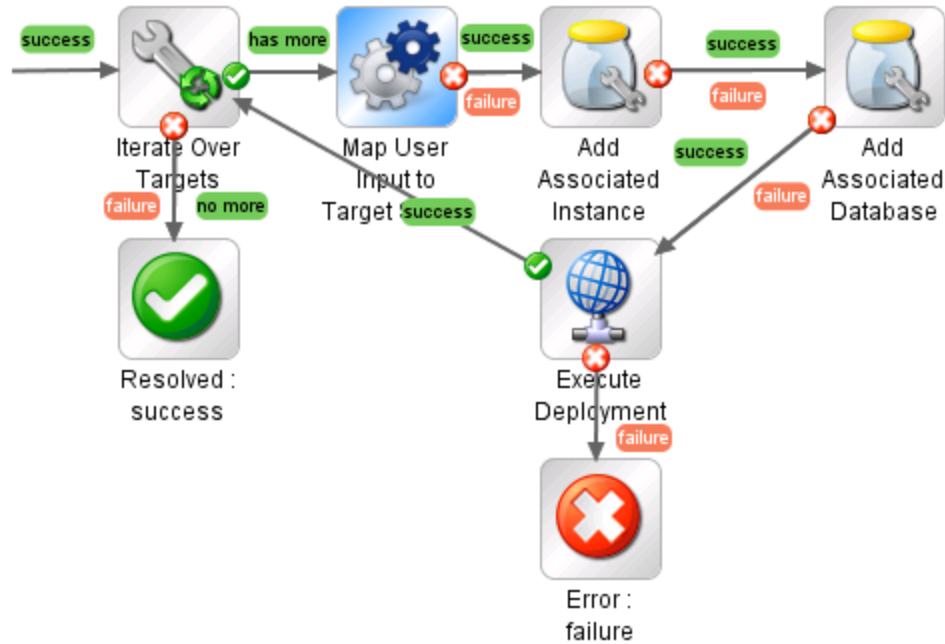 success
has more
success
failure
success
failure
Iterate Over
Targets
Map User
Input to
Target
Add
Associated
Instance
Add
Associated
Database
failure
no more
success
success
failure
Resolved :
success
Execute
Deployment
failure
Error :
failure